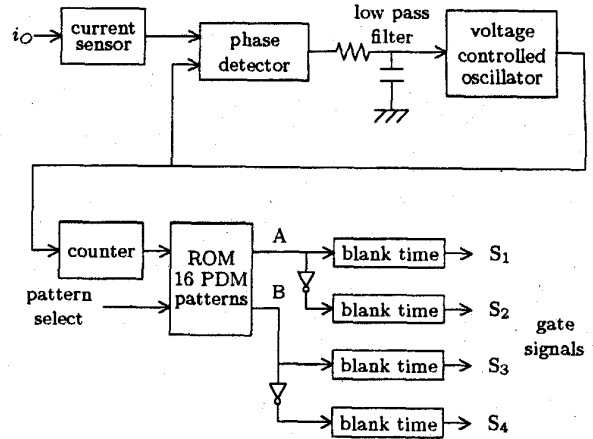 i_O
current
sensor
phase
detector
low pass
filter
voltage
controlled
oscillator
counter
pattern
select
ROM
16 PDM
patterns
A
B
blank time
S₁
blank time
S₂
blank time
S₃
blank time
S₄
gate
signals